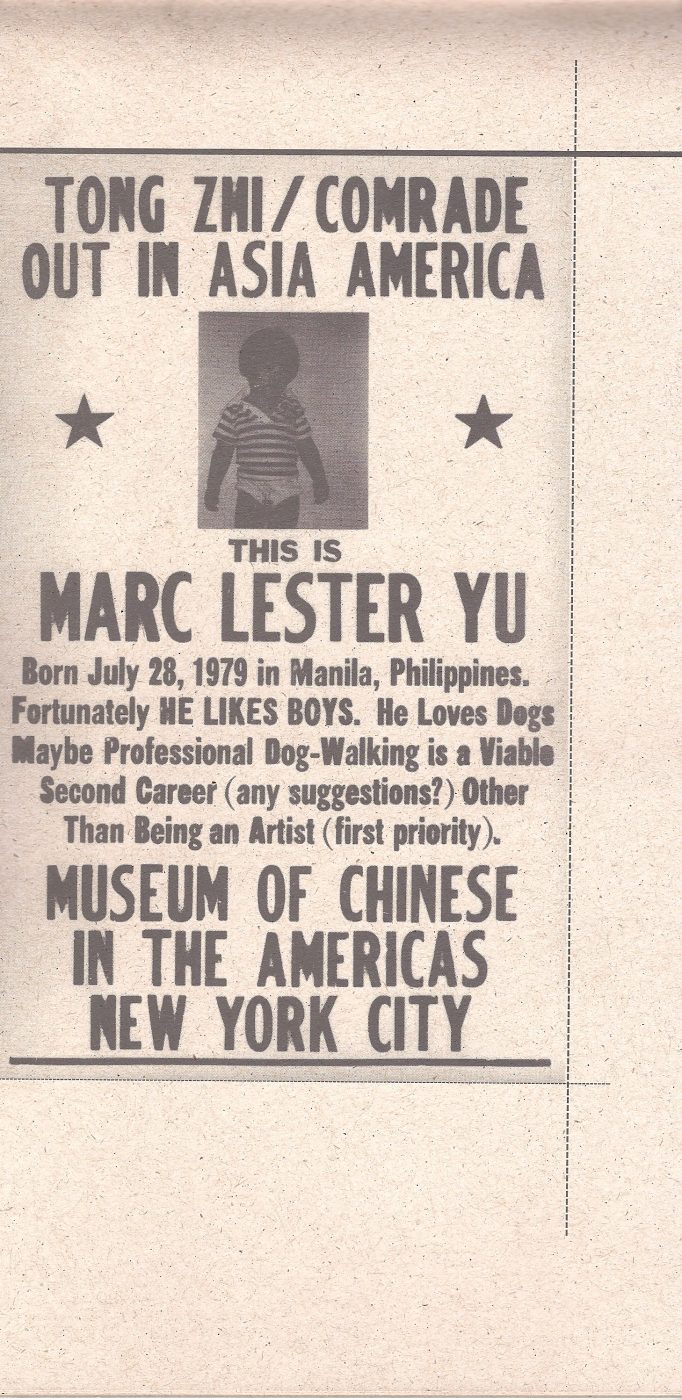 TONG ZHI/COMRADE
OUT IN ASIA AMERICA
THIS IS
MARC LESTER YU
Born July 28, 1979 in Manila, Philippines.
Fortunately HE LIKES BOYS. He Loves Dogs
Maybe Professional Dog-Walking is a Viable
Second Career (any suggestions?) Other
Than Being an Artist (first priority).
MUSEUM OF CHINESE
IN THE AMERICAS
NEW YORK CITY